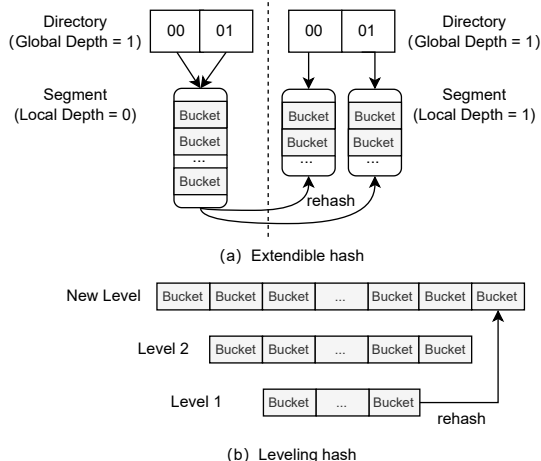 Directory
(Global Depth = 1)
00 01
00 01
Directory
(Global Depth = 1)
Segment
(Local Depth = 0)
Bucket
Bucket
...
Bucket
Bucket
Bucket
...
Bucket
Bucket
...
Segment
(Local Depth = 1)
rehash
(a) Extendible hash
New Level Bucket Bucket Bucket ... Bucket Bucket Bucket
Level 2 Bucket Bucket ... Bucket Bucket
Level 1 Bucket ... Bucket
rehash
(b) Leveling hash